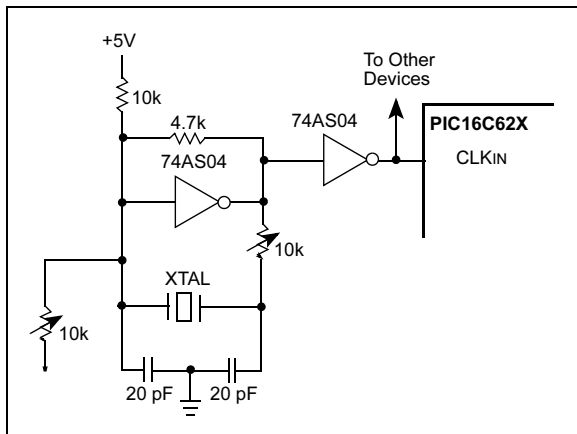 +5V
10k
4.7k
74AS04
74AS04
To Other
Devices
PIC16C62X
CLKIN
10k
XTAL
10k
20 pF
20 pF